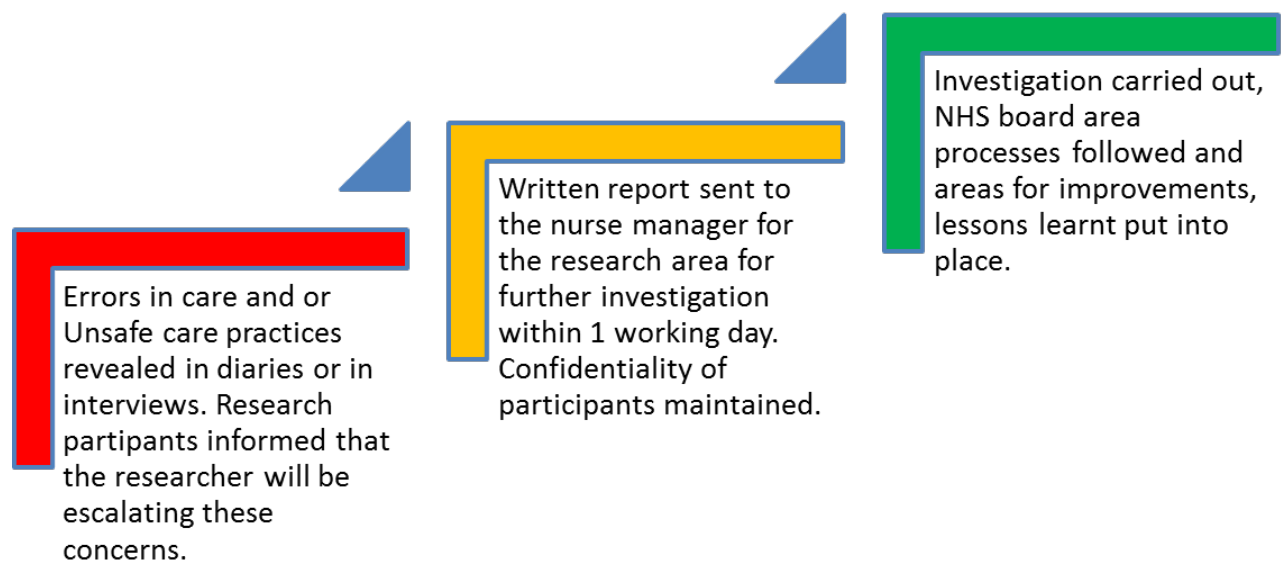 Errors in care and or
Unsafe care practices
revealed in diaries or in
interviews. Research
partipants informed that
the researcher will be
escalating these
concerns.
Written report sent to
the nurse manager for
the research area for
further investigation
within 1 working day.
Confidentiality of
participants maintained.
Investigation carried out,
NHS board area
processes followed and
areas for improvements,
lessons learnt put into
place.